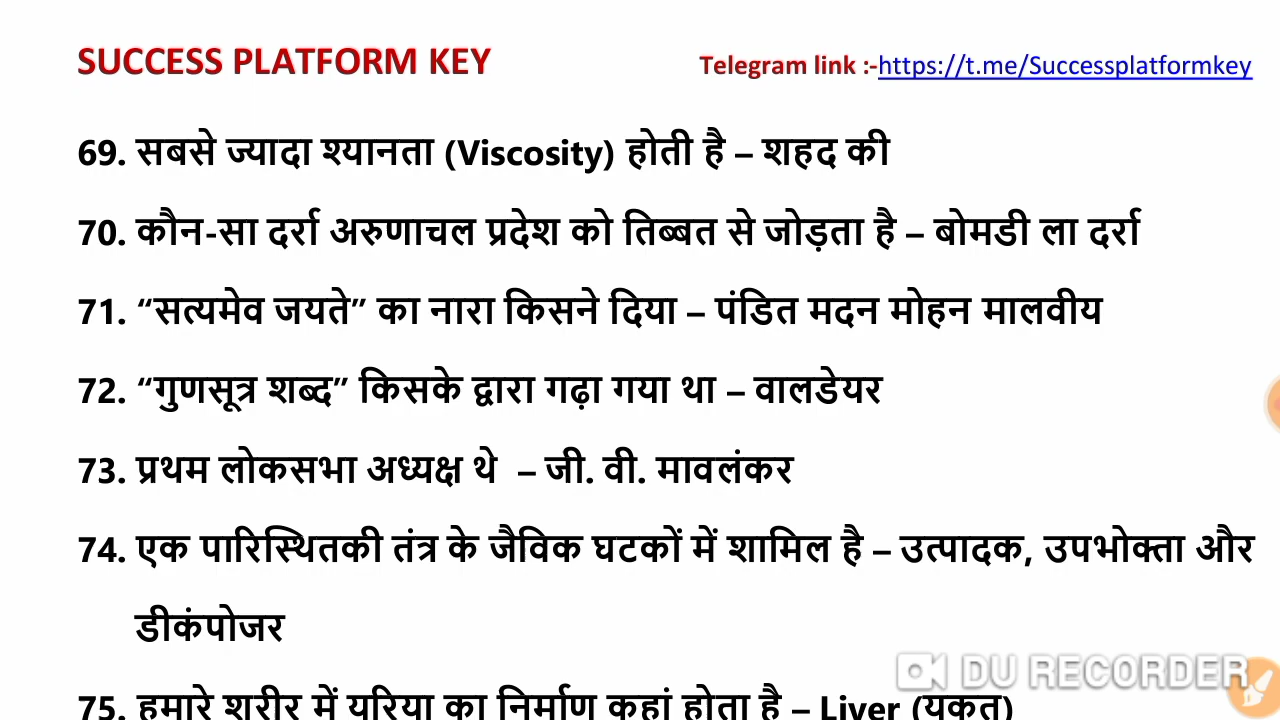 SUCCESS PLATFORM KEY Telegram link :-https://t.me/Successplatformkey
69. सबसे ज्यादा श्यानता (Viscosity) होती है – शहद की
70. कौन-सा दर्रा अरुणाचल प्रदेश को तिब्बत से जोड़ता है – बोमडी ला दर्रा
71. “सत्यमेव जयते” का नारा किसने दिया – पंडित मदन मोहन मालवीय
72. “गुणसूत्र शब्द” किसके द्वारा गढ़ा गया था – वालडेयर
73. प्रथम लोकसभा अध्यक्ष थे – जी. वी. मावलंकर
74. एक पारिस्थितकी तंत्र के जैविक घटकों में शामिल है – उत्पादक, उपभोक्ता और
डीकंपोजर
DU RECORDER
75. हमारे शरीर में यूरिया का निर्माण कहां होता है – Liver (यकृत)